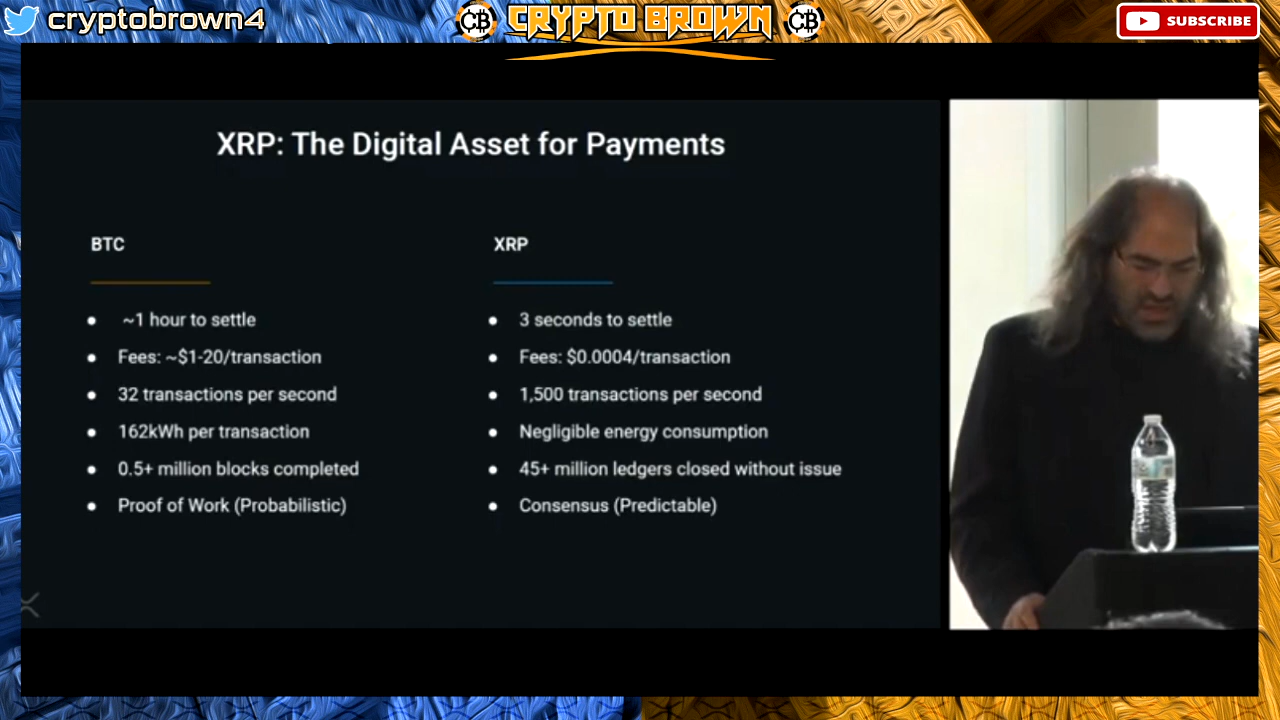 cryptobrown4
CB CRYPTO BROWN CB
SUBSCRIBE
XRP: The Digital Asset for Payments
BTC
~1 hour to settle
Fees: ~$1-20/transaction
32 transactions per second
162kWh per transaction
0.5+ million blocks completed
Proof of Work (Probabilistic)
XRP
3 seconds to settle
Fees: $0.0004/transaction
1,500 transactions per second
Negligible energy consumption
45+ million ledgers closed without issue
Consensus (Predictable)